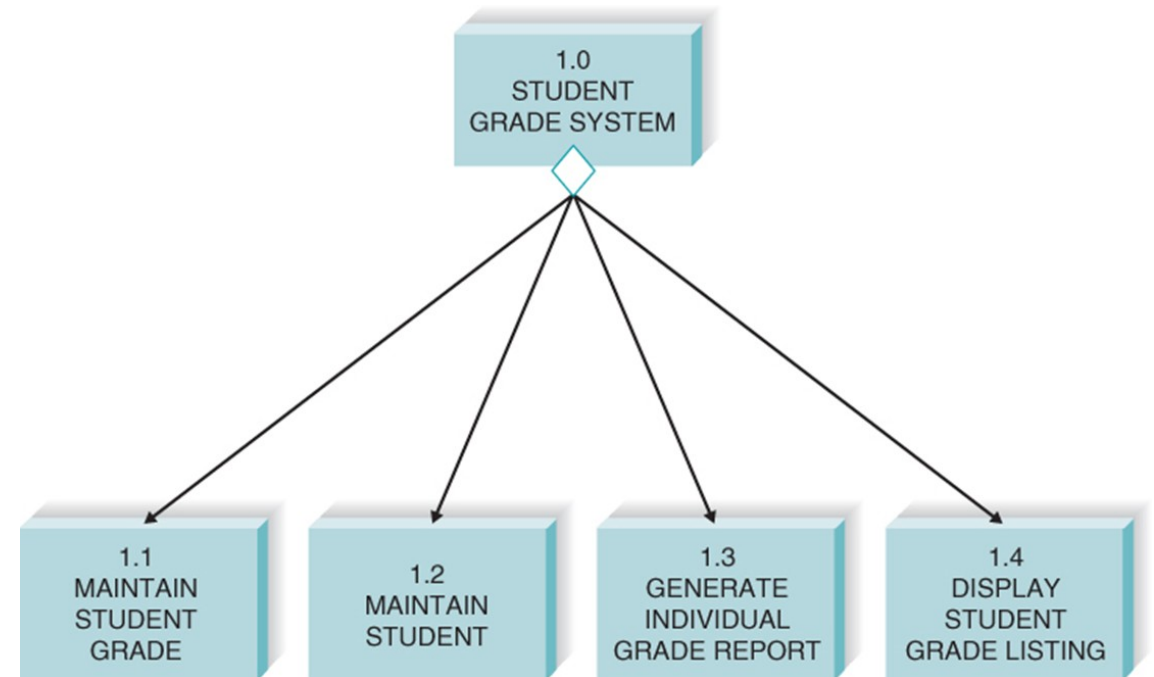 1.0
STUDENT
GRADE SYSTEM
1.1
MAINTAIN
STUDENT
GRADE
1.2
MAINTAIN
STUDENT
1.3
GENERATE
INDIVIDUAL
GRADE REPORT
1.4
DISPLAY
STUDENT
GRADE LISTING